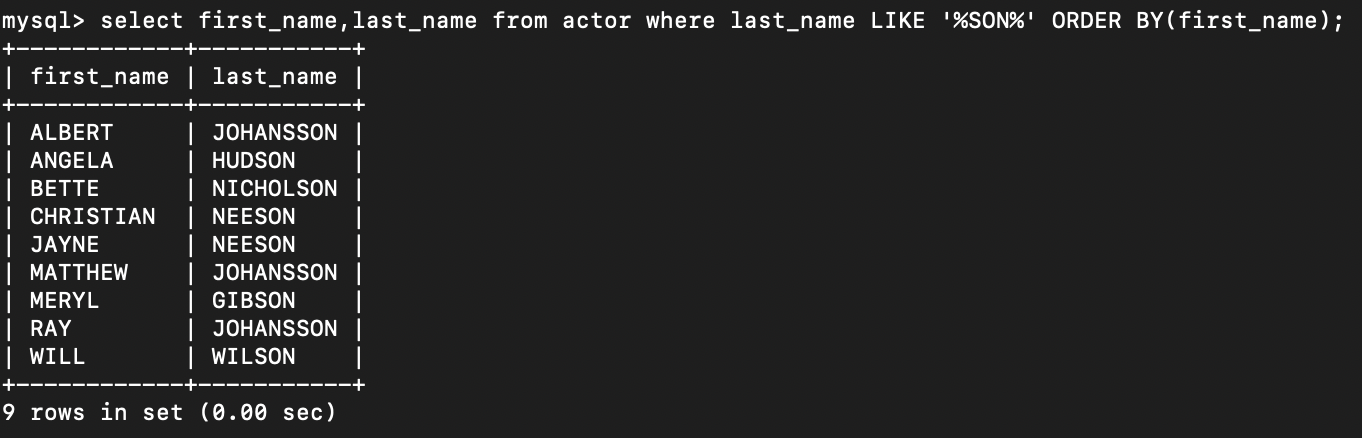 mysql> select first_name,last_name from actor where last_name LIKE '%SON%' ORDER BY(first_name);
+------------+-----------+
| first_name | last_name |
+------------+-----------+
| ALBERT     | JOHANSSON |
| ANGELA     | HUDSON    |
| BETTE      | NICHOLSON |
| CHRISTIAN  | NEESON    |
| JAYNE      | NEESON    |
| MATTHEW    | JOHANSSON |
| MERYL      | GIBSON    |
| RAY        | JOHANSSON |
| WILL       | WILSON    |
+------------+-----------+
9 rows in set (0.00 sec)